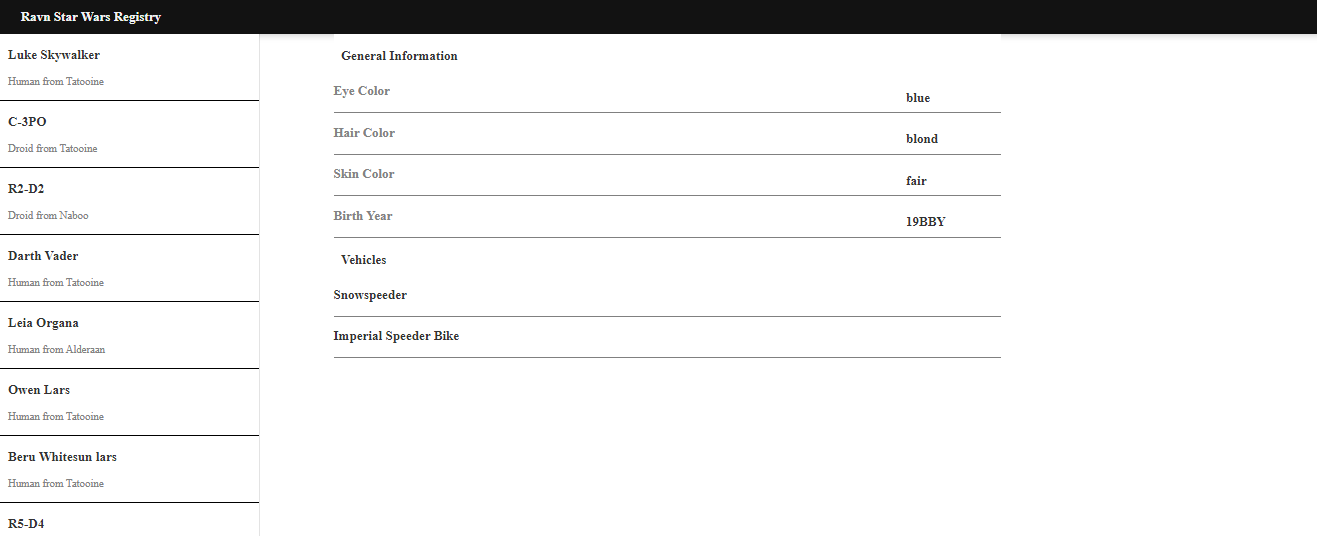 Ravn Star Wars Registry
Luke Skywalker
Human from Tatooine
C-3PO
Droid from Tatooine
R2-D2
Droid from Naboo
Darth Vader
Human from Tatooine
Leia Organa
Human from Alderaan
Owen Lars
Human from Tatooine
Beru Whitesun lars
Human from Tatooine
R5-D4
General Information
Eye Color
blue
Hair Color
blond
Skin Color
fair
Birth Year
19BBY
Vehicles
Snowspeeder
Imperial Speeder Bike